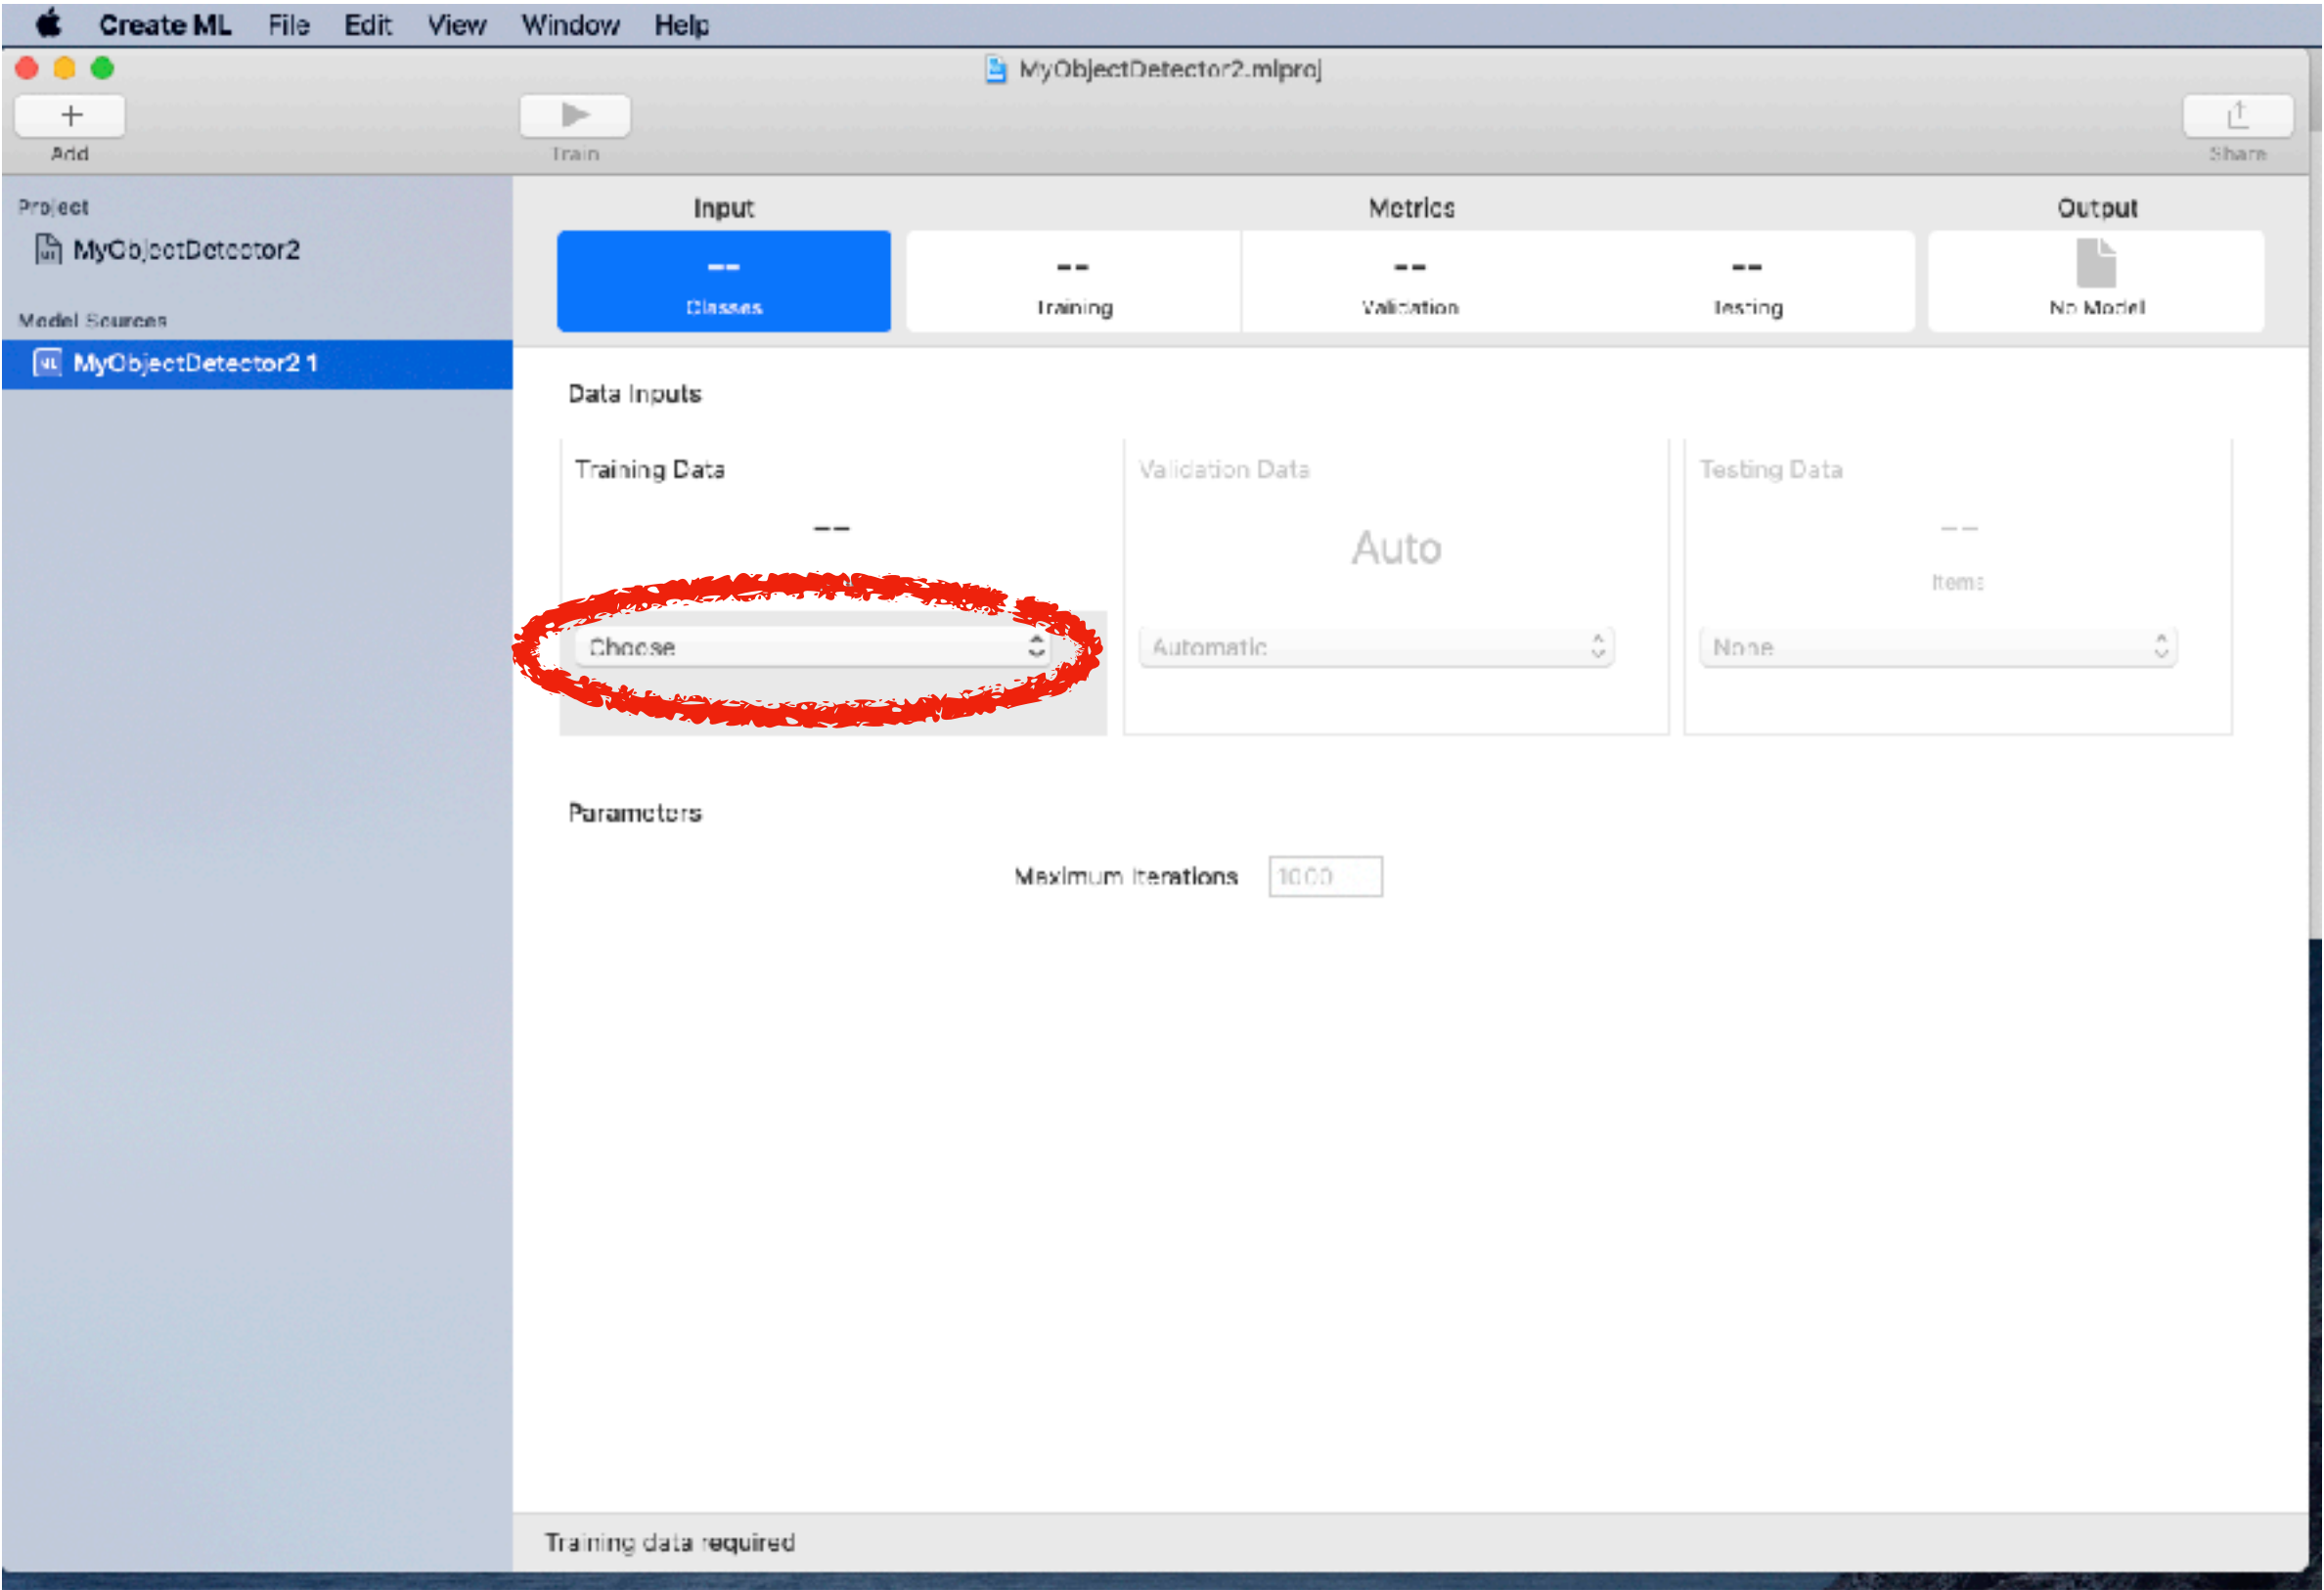 Create ML File Edit View Window Help
MyObjectDetector2.mlproj
+
Add
Train
Share
Project
MyObjectDetector2
Model Sources
ML MyObjectDetector2 1
Input
Metrics
Output
--
Classes
--
Training
--
Validation
--
Testing
No Model
Data Inputs
Training Data
--
Choose
Validation Data
Auto
Automatic
Testing Data
--
Items
None
Parameters
Maximum Iterations 1000
Training data required